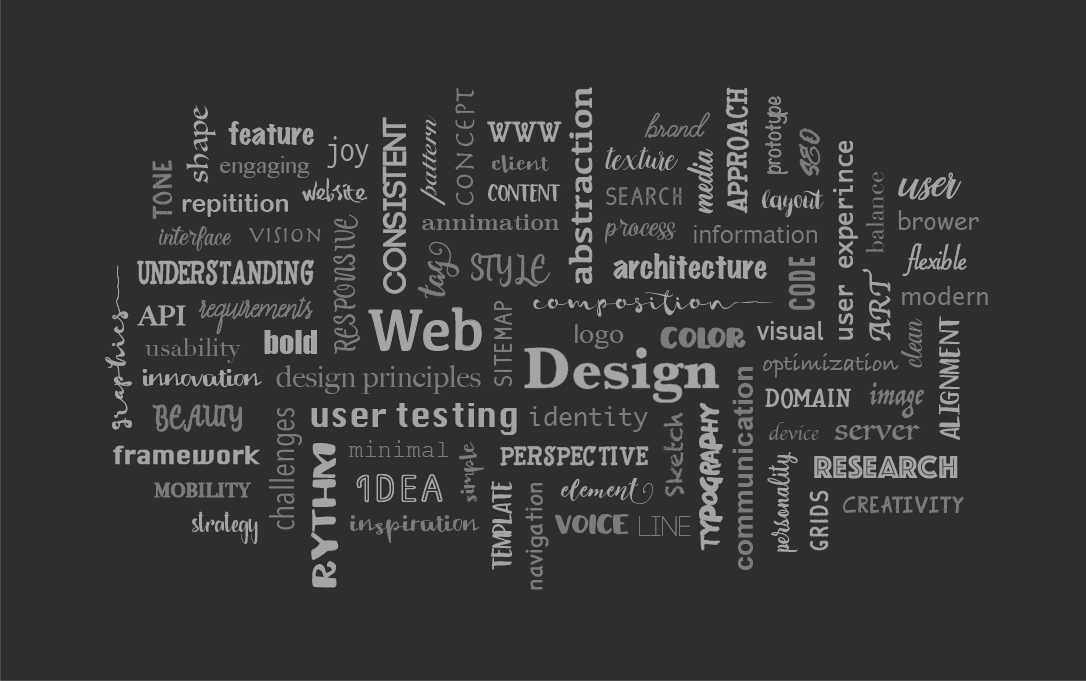 shape
feature
joy
CONSISTENT
pattern
CONCEPT
WWW
abstraction
brand
APPROACH
prototype
SEO
engaging
client
texture
media
user experince
TONE
repitition
website
CONTENT
SEARCH
layout
balance
user
interface
VISION
RESPONSIVE
annimation
process
information
brower
UNDERSTANDING
tag
STYLE
architecture
CODE
flexible
graphics
API
requirements
composition
ART
modern
usability
bold
Web
SITEMAP
logo
COLOR
visual
clean
ALIGNMENT
innovation
design principles
Design
optimization
BEAUTY
challenges
user testing
identity
Sketch
TYPOGRAPHY
communication
DOMAIN
image
device
server
framework
RYTHM
minimal
simple
PERSPECTIVE
personality
RESEARCH
MOBILITY
IDEA
TEMPLATE
navigation
element
GRIDS
CREATIVITY
strategy
inspiration
VOICE
LINE